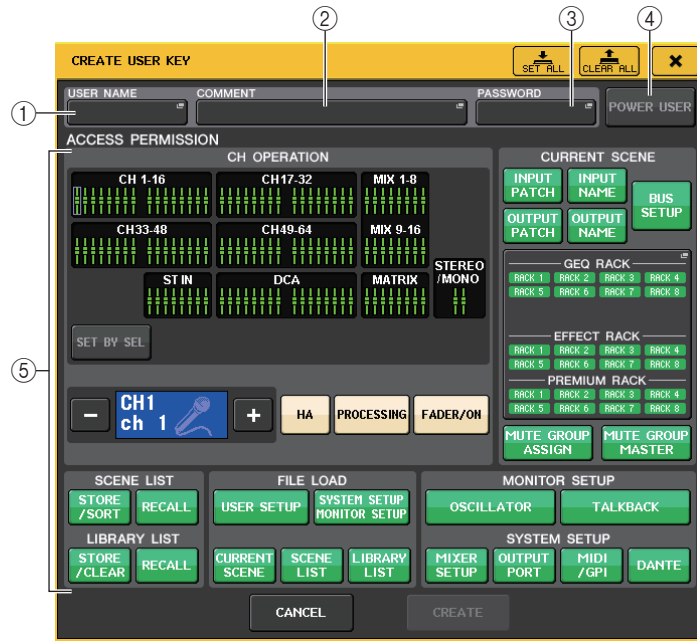 ① ② ③ ④
CREATE USER KEY
SET ALL
CLEAR ALL
USER NAME
COMMENT
PASSWORD
POWER USER
ACCESS PERMISSION
⑤
CH OPERATION
CH 1-16
CH17-32
MIX 1-8
CH33-48
CH49-64
MIX 9-16
ST IN
DCA
MATRIX
STEREO
/MONO
SET BY SEL
−
CH1
ch 1
+
HA
PROCESSING
FADER/ON
CURRENT SCENE
INPUT
PATCH
INPUT
NAME
BUS
SETUP
OUTPUT
PATCH
OUTPUT
NAME
GEQ RACK
RACK 1 RACK 2 RACK 3 RACK 4
RACK 5 RACK 6 RACK 7 RACK 8
EFFECT RACK
RACK 1 RACK 2 RACK 3 RACK 4
RACK 5 RACK 6 RACK 7 RACK 8
PREMIUM RACK
RACK 1 RACK 2 RACK 3 RACK 4
RACK 5 RACK 6 RACK 7 RACK 8
MUTE GROUP
ASSIGN
MUTE GROUP
MASTER
SCENE LIST
STORE
/SORT
RECALL
LIBRARY LIST
STORE
/CLEAR
RECALL
FILE LOAD
USER SETUP
SYSTEM SETUP
MONITOR SETUP
CURRENT
SCENE
SCENE
LIST
LIBRARY
LIST
MONITOR SETUP
OSCILLATOR
TALKBACK
SYSTEM SETUP
MIXER
SETUP
OUTPUT
PORT
MIDI
/GPI
DANTE
CANCEL
CREATE